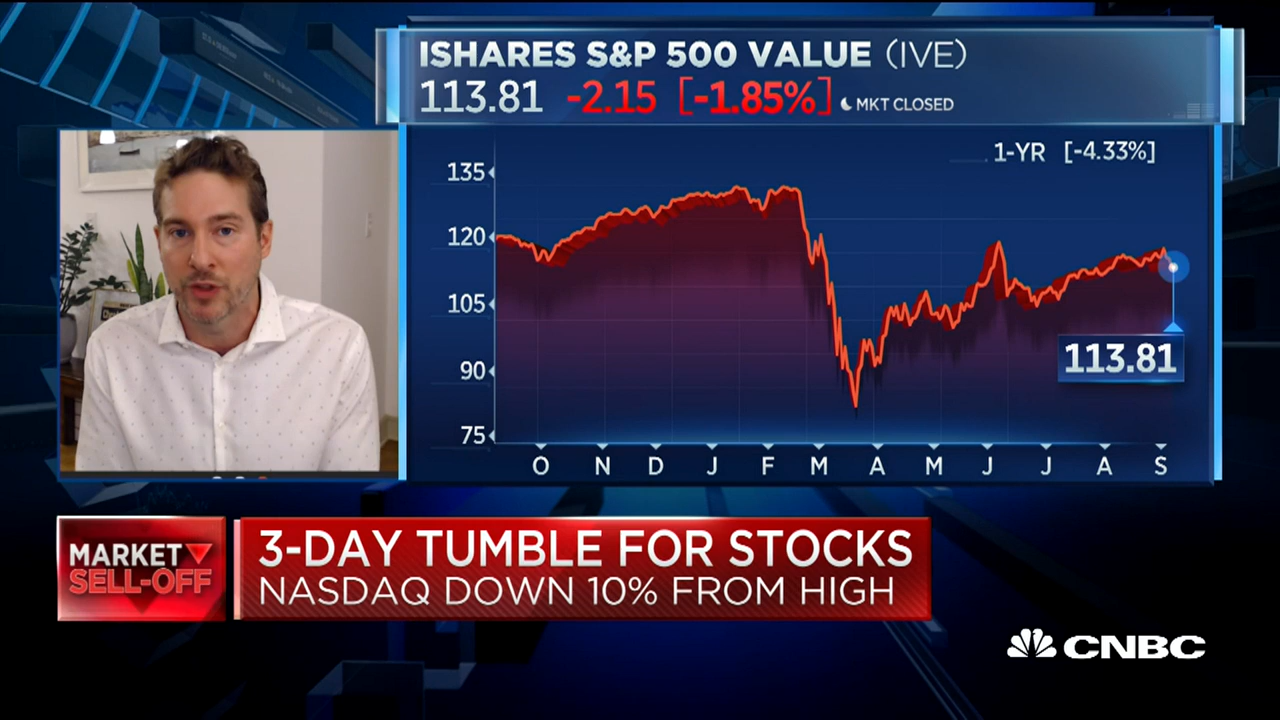 ISHARES S&P 500 VALUE (IVE)
113.81 -2.15 [-1.85%] MKT CLOSED
1-YR [-4.33%]
135
120
105
90
75
113.81
O N D J F M A M J J A S
MARKET
SELL-OFF
3-DAY TUMBLE FOR STOCKS
NASDAQ DOWN 10% FROM HIGH
CNBC